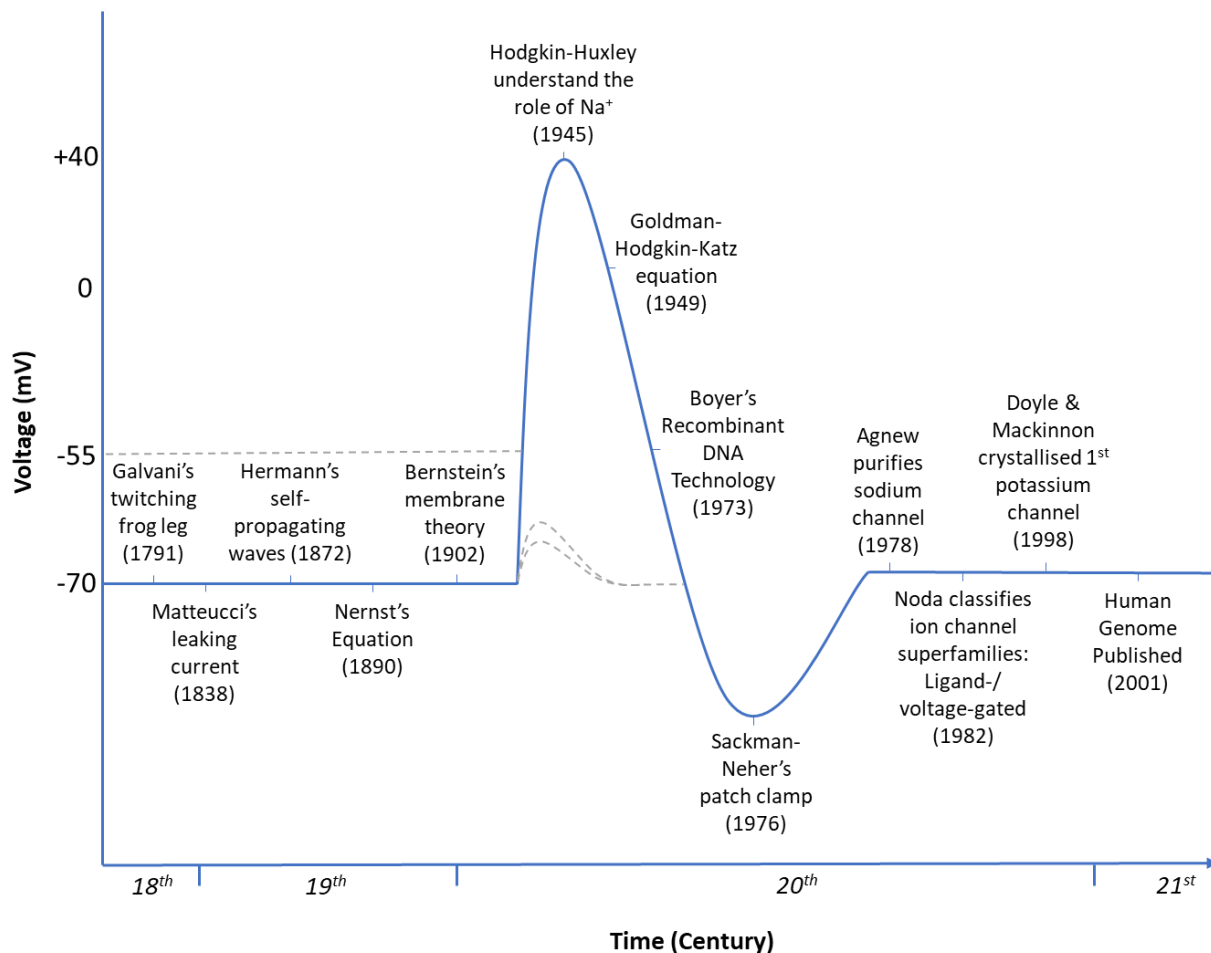 Hodgkin-Huxley
understand the
role of Na⁺
(1945)
+40
Goldman-
Hodgkin-Katz
equation
(1949)
0
Voltage (mV)
Boyer’s
Recombinant
DNA
Technology
(1973)
Doyle &
Mackinnon
crystallised 1ˢᵗ
potassium
channel
(1998)
Agnew
purifies
sodium
channel
(1978)
-55
Galvani’s
twitching
frog leg
(1791)
Hermann’s
self-
propagating
waves (1872)
Bernstein’s
membrane
theory
(1902)
-70
Matteucci’s
leaking
current
(1838)
Nernst’s
Equation
(1890)
Noda classifies
ion channel
superfamilies:
Ligand-/
voltage-gated
(1982)
Human
Genome
Published
(2001)
Sackman-
Neher’s
patch clamp
(1976)
18ᵗʰ
19ᵗʰ
20ᵗʰ
21ˢᵗ
Time (Century)